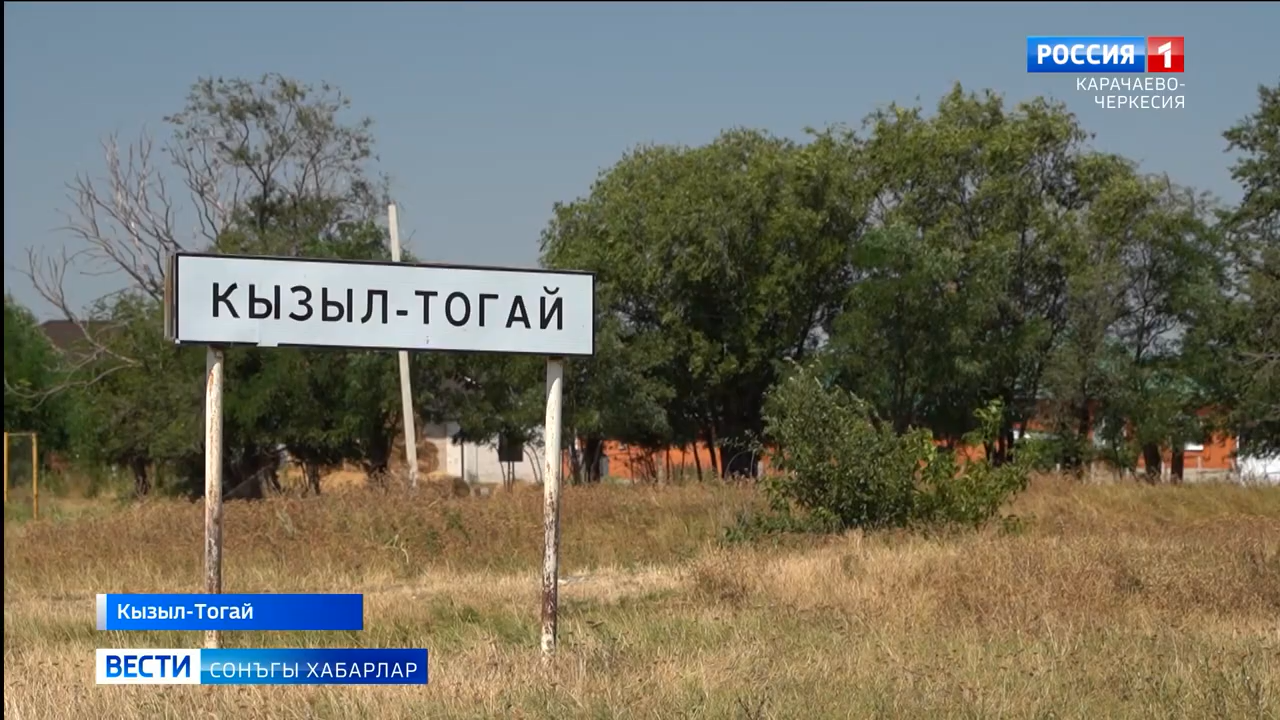 РОССИЯ 1
КАРАЧАЕВО-
ЧЕРКЕСИЯ
КЫЗЫЛ-ТОГАЙ
Кызыл-Тогай
ВЕСТИ СОНЪГЫ ХАБАРЛАР